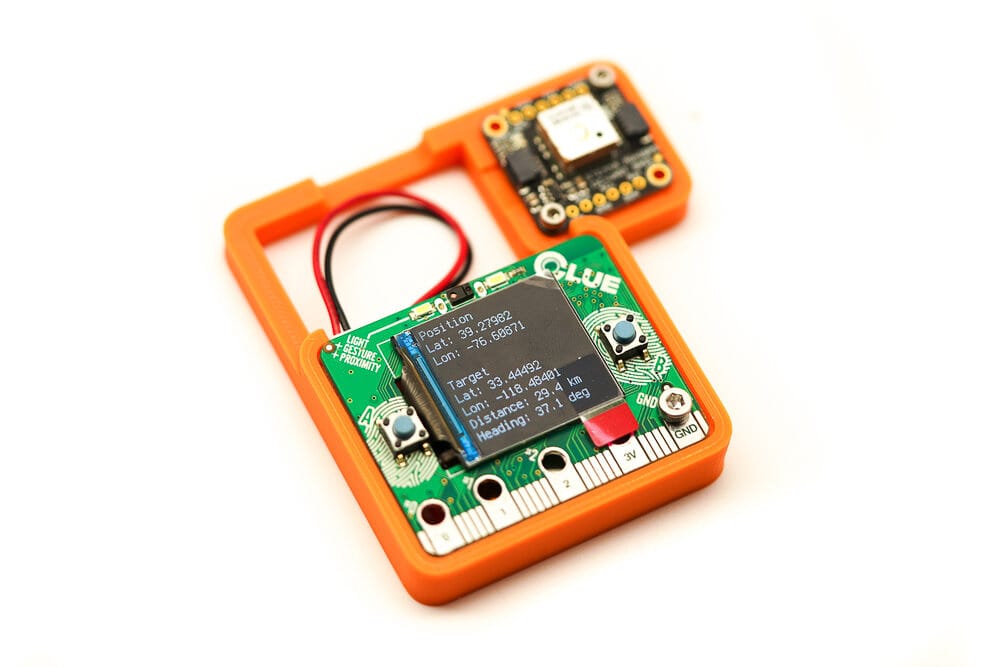 CLUE
Position
Lat: 39.27982
Lon: -76.60871
Target
Lat: 33.44492
Lon: -118.48401
Distance: 29.4 km
Heading: 37.1 deg
LIGHT
GESTURE
+ PROXIMITY
A
B
GND
0
1
2
3V
GND